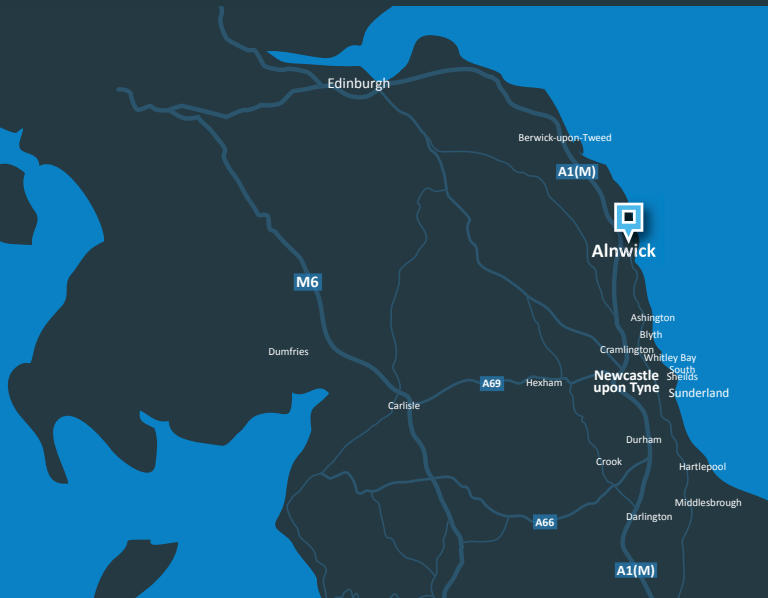 Edinburgh
Berwick-upon-Tweed
A1(M)
Alnwick
M6
Ashington
Blyth
Cramlington
Dumfries
Whitley Bay
South
Sheilds
Newcastle
upon Tyne
A69
Hexham
Sunderland
Carlisle
Durham
Crook
Hartlepool
Middlesbrough
Darlington
A66
A1(M)